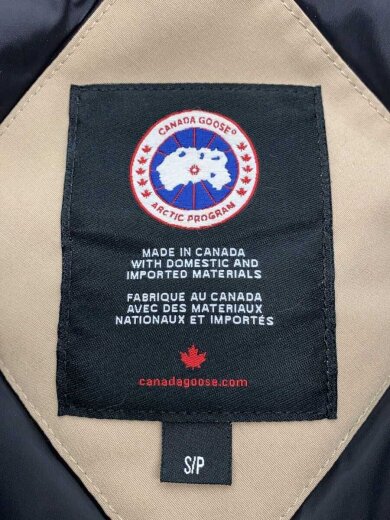 CANADA GOOSE®
ARCTIC PROGRAM
MADE IN CANADA
WITH DOMESTIC AND
IMPORTED MATERIALS
FABRIQUÉ AU CANADA
AVEC DES MATERIAUX
NATIONAUX ET IMPORTÉS
canadagoose.com
S/P